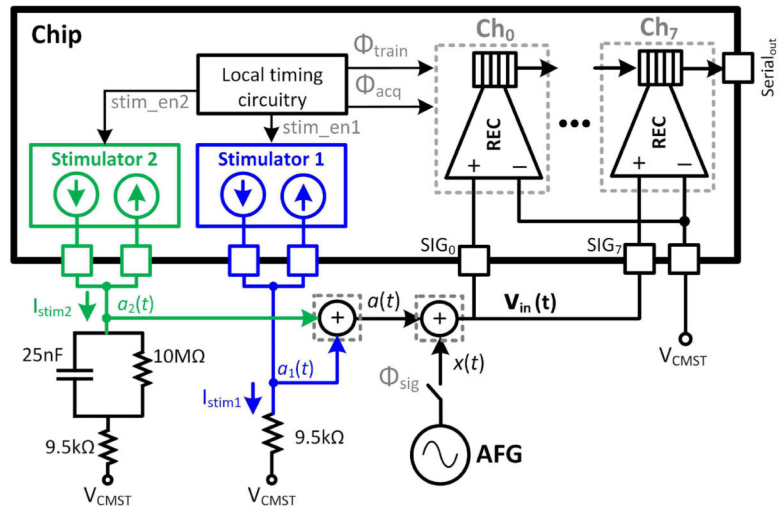 Chip
Local timing
circuitry
Φtrain
Φacq
stim_en2
stim_en1
Ch0
Ch7
REC
REC
+
−
+
−
Serialout
Stimulator 2
Stimulator 1
SIG0
SIG7
Istim2
a2(t)
a(t)
Vin(t)
+
+
25nF
10MΩ
a1(t)
x(t)
VCMST
Φsig
Istim1
9.5kΩ
9.5kΩ
AFG
VCMST
VCMST